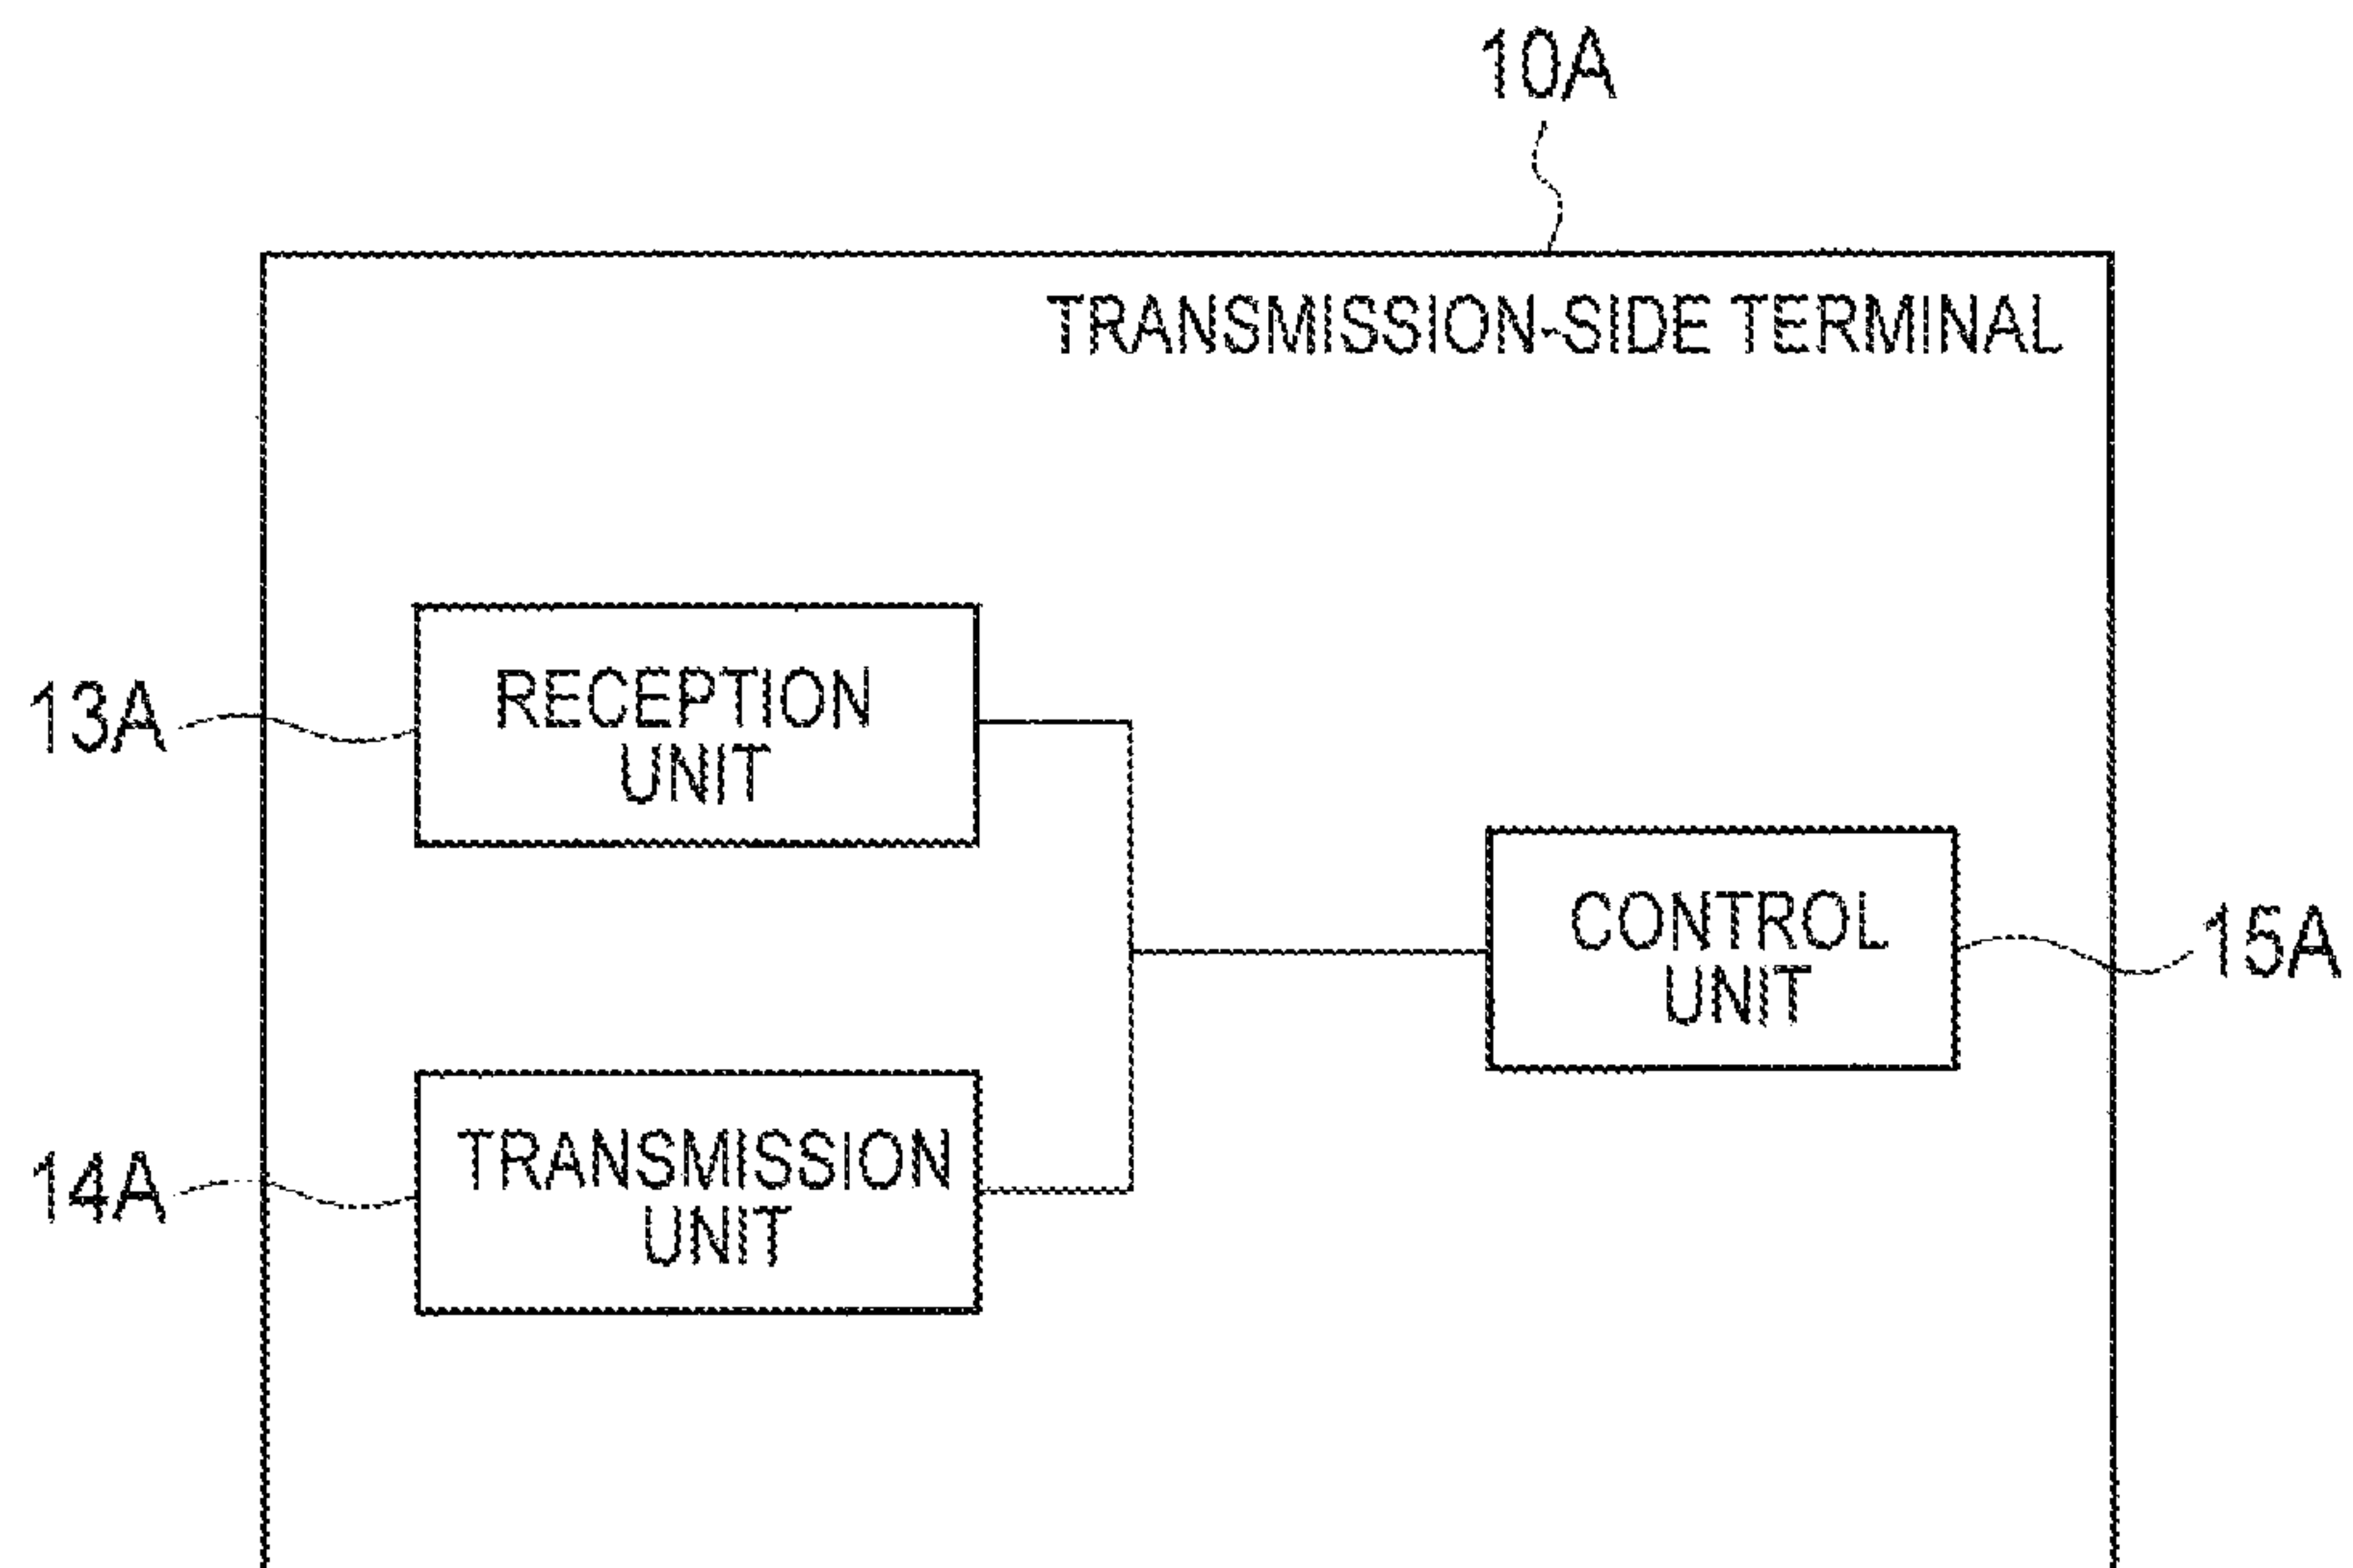 10A
TRANSMISSION-SIDE TERMINAL
13A
RECEPTION
UNIT
CONTROL
UNIT
15A
14A
TRANSMISSION
UNIT